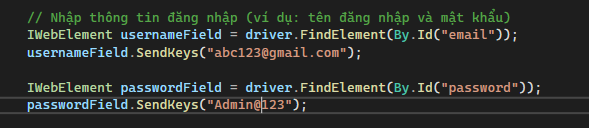 // Nhập thông tin đăng nhập (ví dụ: tên đăng nhập và mật khẩu)
IWebElement usernameField = driver.FindElement(By.Id("email"));
usernameField.SendKeys("abc123@gmail.com");
IWebElement passwordField = driver.FindElement(By.Id("password"));
passwordField.SendKeys("Admin@123");